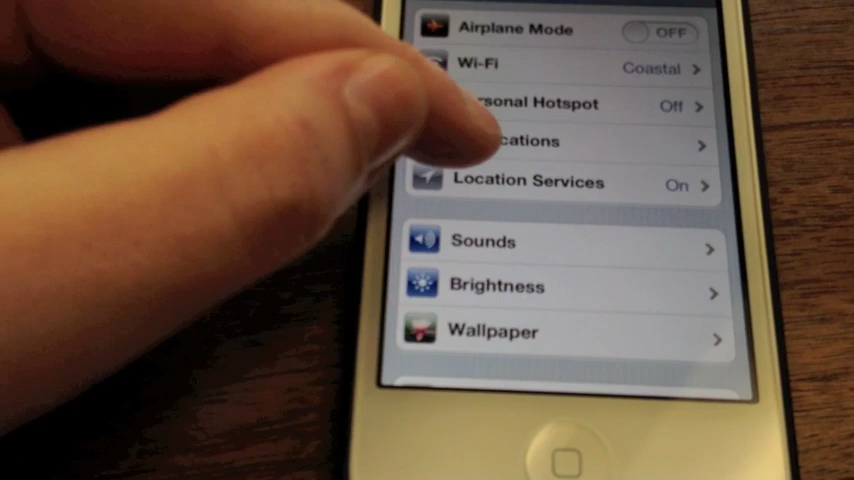 Airplane Mode OFF
Wi-Fi Coastal
rsonal Hotspot Off
cations
Location Services On
Sounds
Brightness
Wallpaper